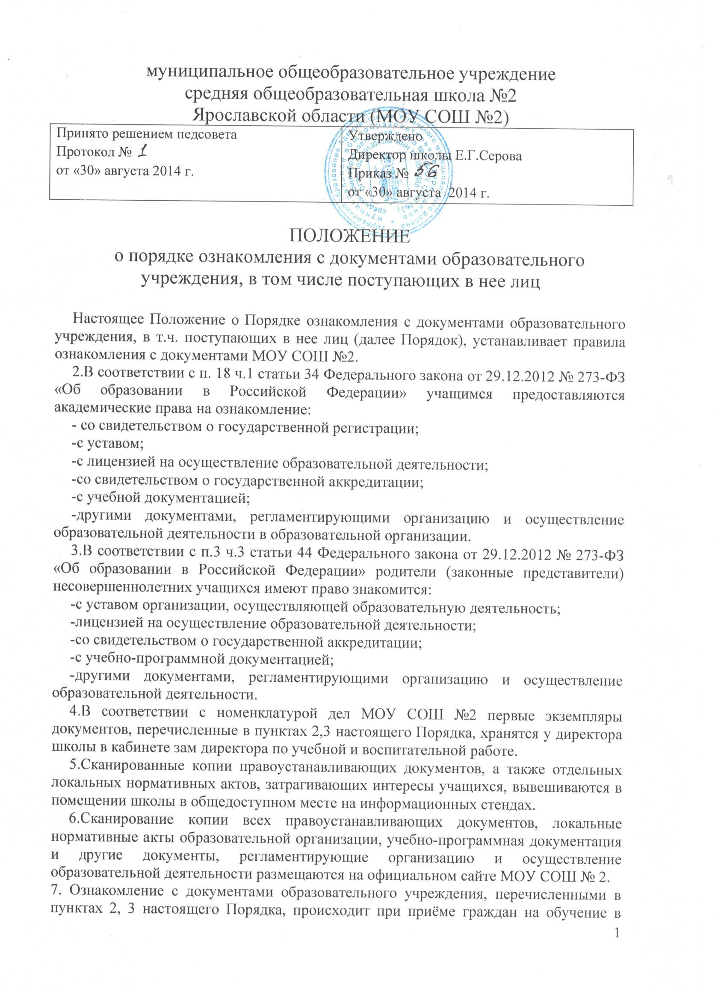 муниципальное общеобразовательное учреждение
средняя общеобразовательная школа №2
Ярославской области (МОУ СОШ №2)
Принято решением педсовета
Протокол № 1
от «30» августа 2014 г.
Утверждено
Директор школы Е.Г.Серова
Приказ № 56
от «30» августа 2014 г.
ПОЛОЖЕНИЕ
о порядке ознакомления с документами образовательного
учреждения, в том числе поступающих в нее лиц
Настоящее Положение о Порядке ознакомления с документами образовательного
учреждения, в т.ч. поступающих в нее лиц (далее Порядок), устанавливает правила
ознакомления с документами МОУ СОШ №2.
2.В соответствии с п. 18 ч.1 статьи 34 Федерального закона от 29.12.2012 № 273-ФЗ
«Об образовании в Российской Федерации» учащимся предоставляются
академические права на ознакомление:
- со свидетельством о государственной регистрации;
-с уставом;
-с лицензией на осуществление образовательной деятельности;
-со свидетельством о государственной аккредитации;
-с учебной документацией;
-другими документами, регламентирующими организацию и осуществление
образовательной деятельности в образовательной организации.
3.В соответствии с п.3 ч.3 статьи 44 Федерального закона от 29.12.2012 № 273-ФЗ
«Об образовании в Российской Федерации» родители (законные представители)
несовершеннолетних учащихся имеют право знакомится:
-с уставом организации, осуществляющей образовательную деятельность;
-лицензией на осуществление образовательной деятельности;
-со свидетельством о государственной аккредитации;
-с учебно-программной документацией;
-другими документами, регламентирующими организацию и осуществление
образовательной деятельности.
4.В соответствии с номенклатурой дел МОУ СОШ №2 первые экземпляры
документов, перечисленные в пунктах 2,3 настоящего Порядка, хранятся у директора
школы в кабинете зам директора по учебной и воспитательной работе.
5.Сканированные копии правоустанавливающих документов, а также отдельных
локальных нормативных актов, затрагивающих интересы учащихся, вывешиваются в
помещении школы в общедоступном месте на информационных стендах.
6.Сканирование копии всех правоустанавливающих документов, локальные
нормативные акты образовательной организации, учебно-программная документация
и другие документы, регламентирующие организацию и осуществление
образовательной деятельности размещаются на официальном сайте МОУ СОШ № 2.
7. Ознакомление с документами образовательного учреждения, перечисленными в
пунктах 2, 3 настоящего Порядка, происходит при приёме граждан на обучение в
1